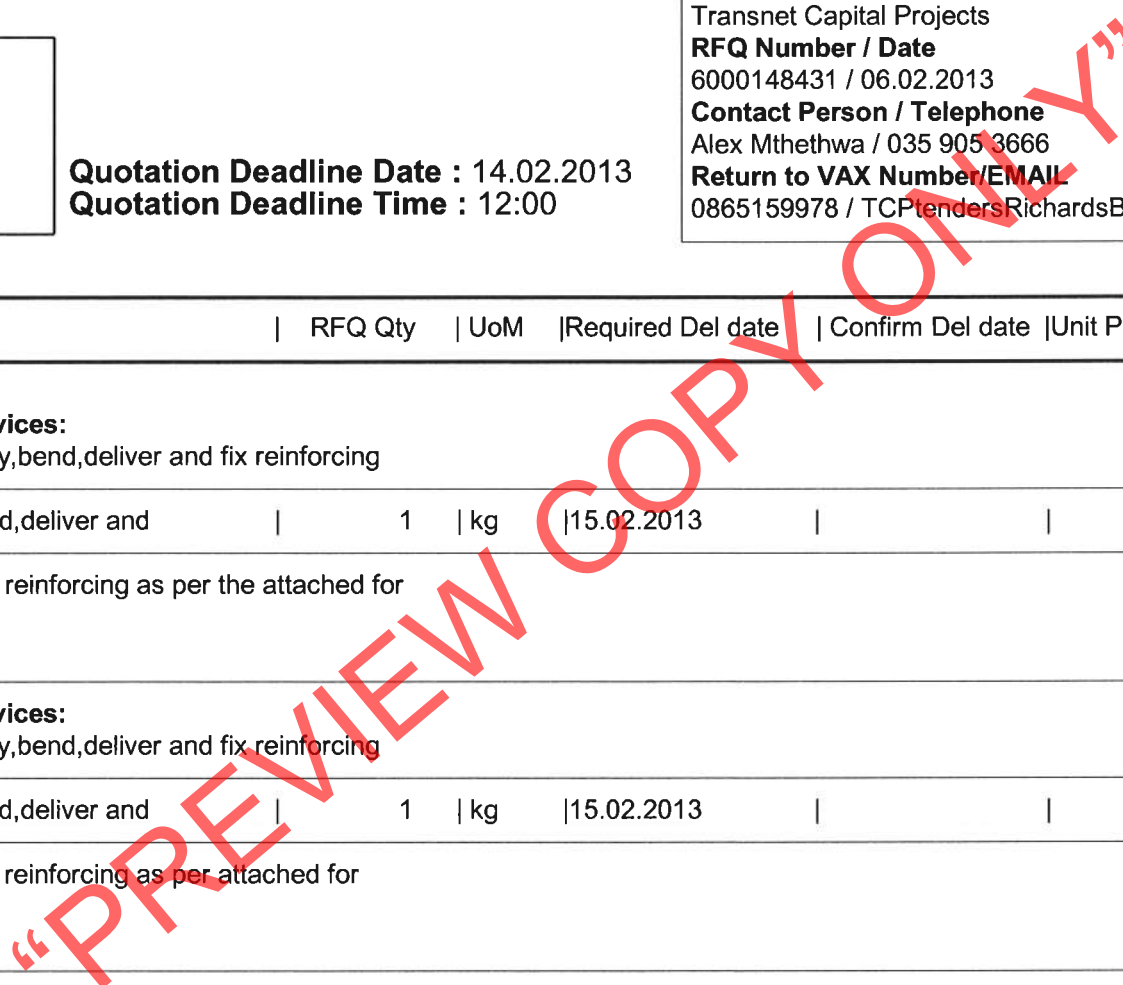 Transnet Capital Projects
RFQ Number / Date
6000148431 / 06.02.2013
Contact Person / Telephone
Alex Mthethwa / 035 905 3666
Return to VAX Number/EMAIL
0865159978 / TCPtendersRichardsB
Quotation Deadline Date : 14.02.2013
Quotation Deadline Time : 12:00
| RFQ Qty | UoM |Required Del date | Confirm Del date |Unit P
vices:
y,bend,deliver and fix reinforcing
d,deliver and | 1 | kg |15.02.2013 | |
reinforcing as per the attached for
vices:
y,bend,deliver and fix reinforcing
d,deliver and | 1 | kg |15.02.2013 | |
reinforcing as per attached for
“PREVIEW COPY ONLY”